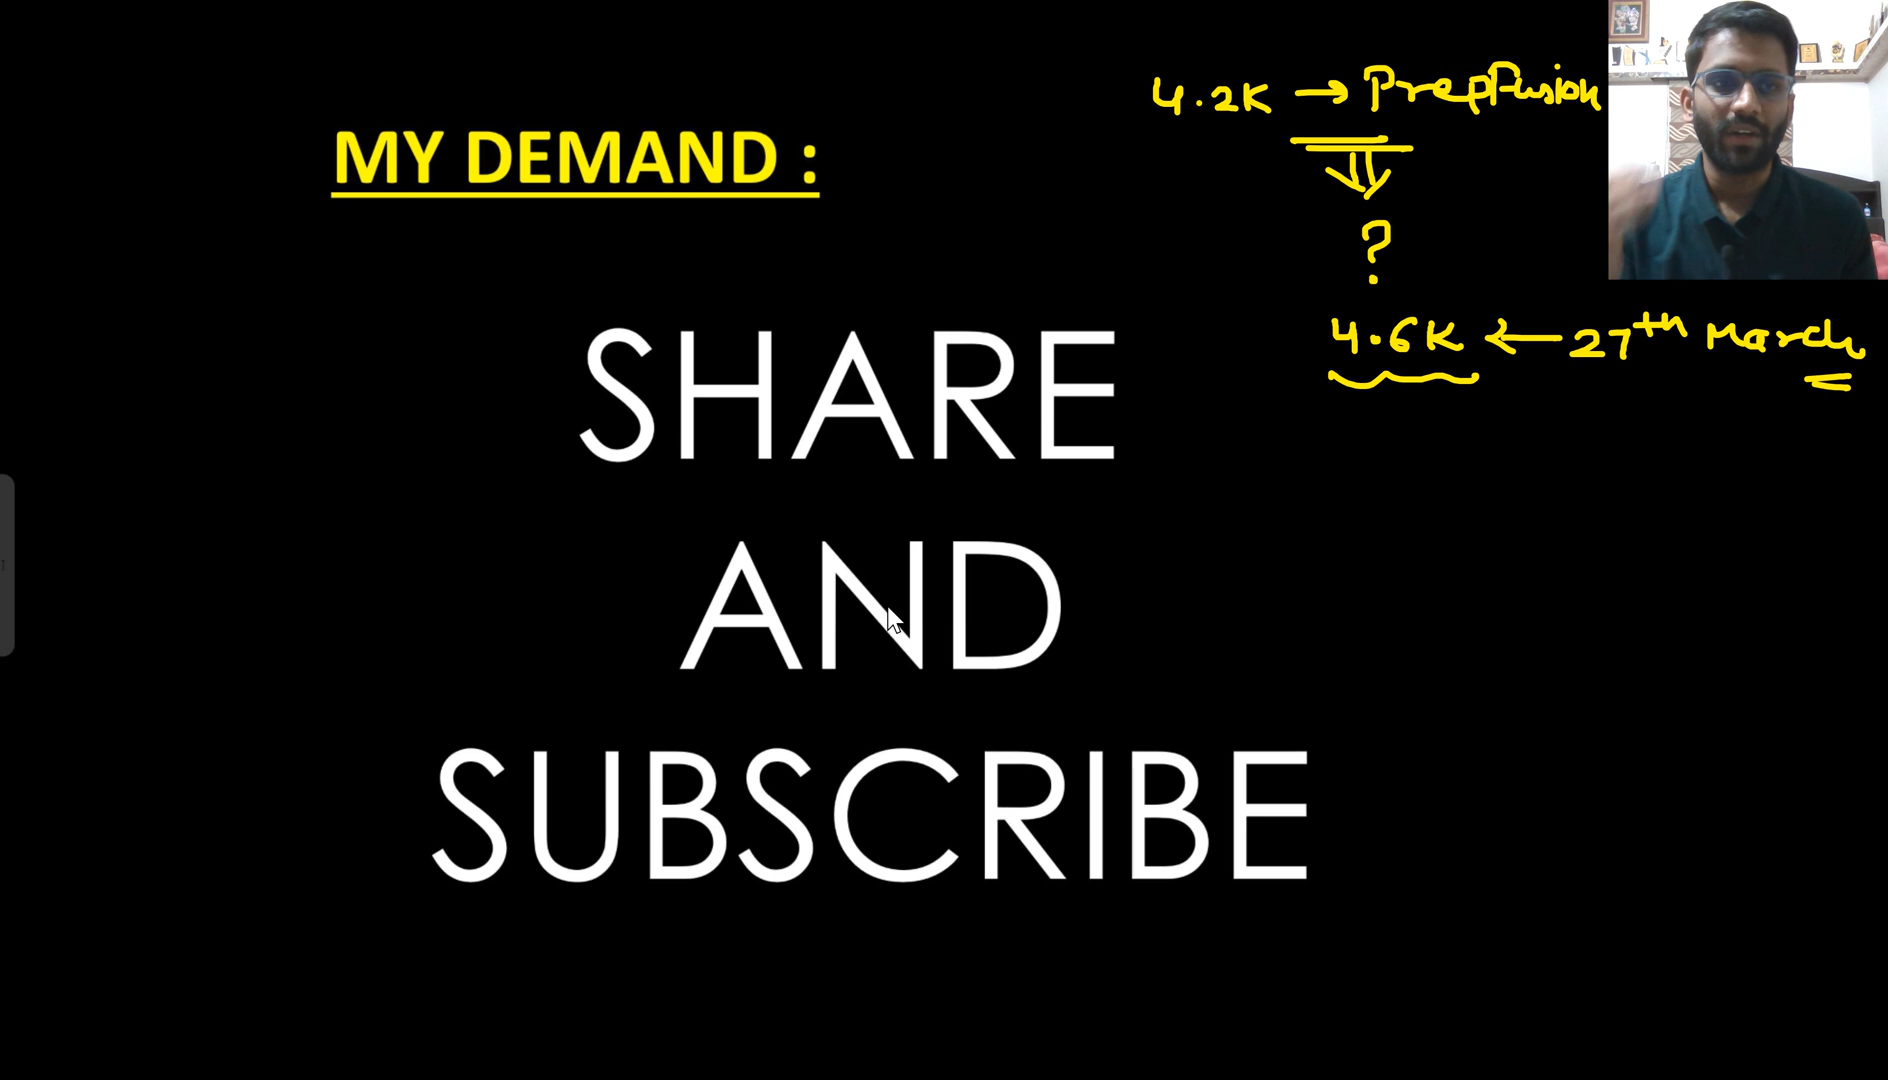 4.2K → PrepFusion
MY DEMAND :
?
4.6K ← 27th March
SHARE
AND
SUBSCRIBE